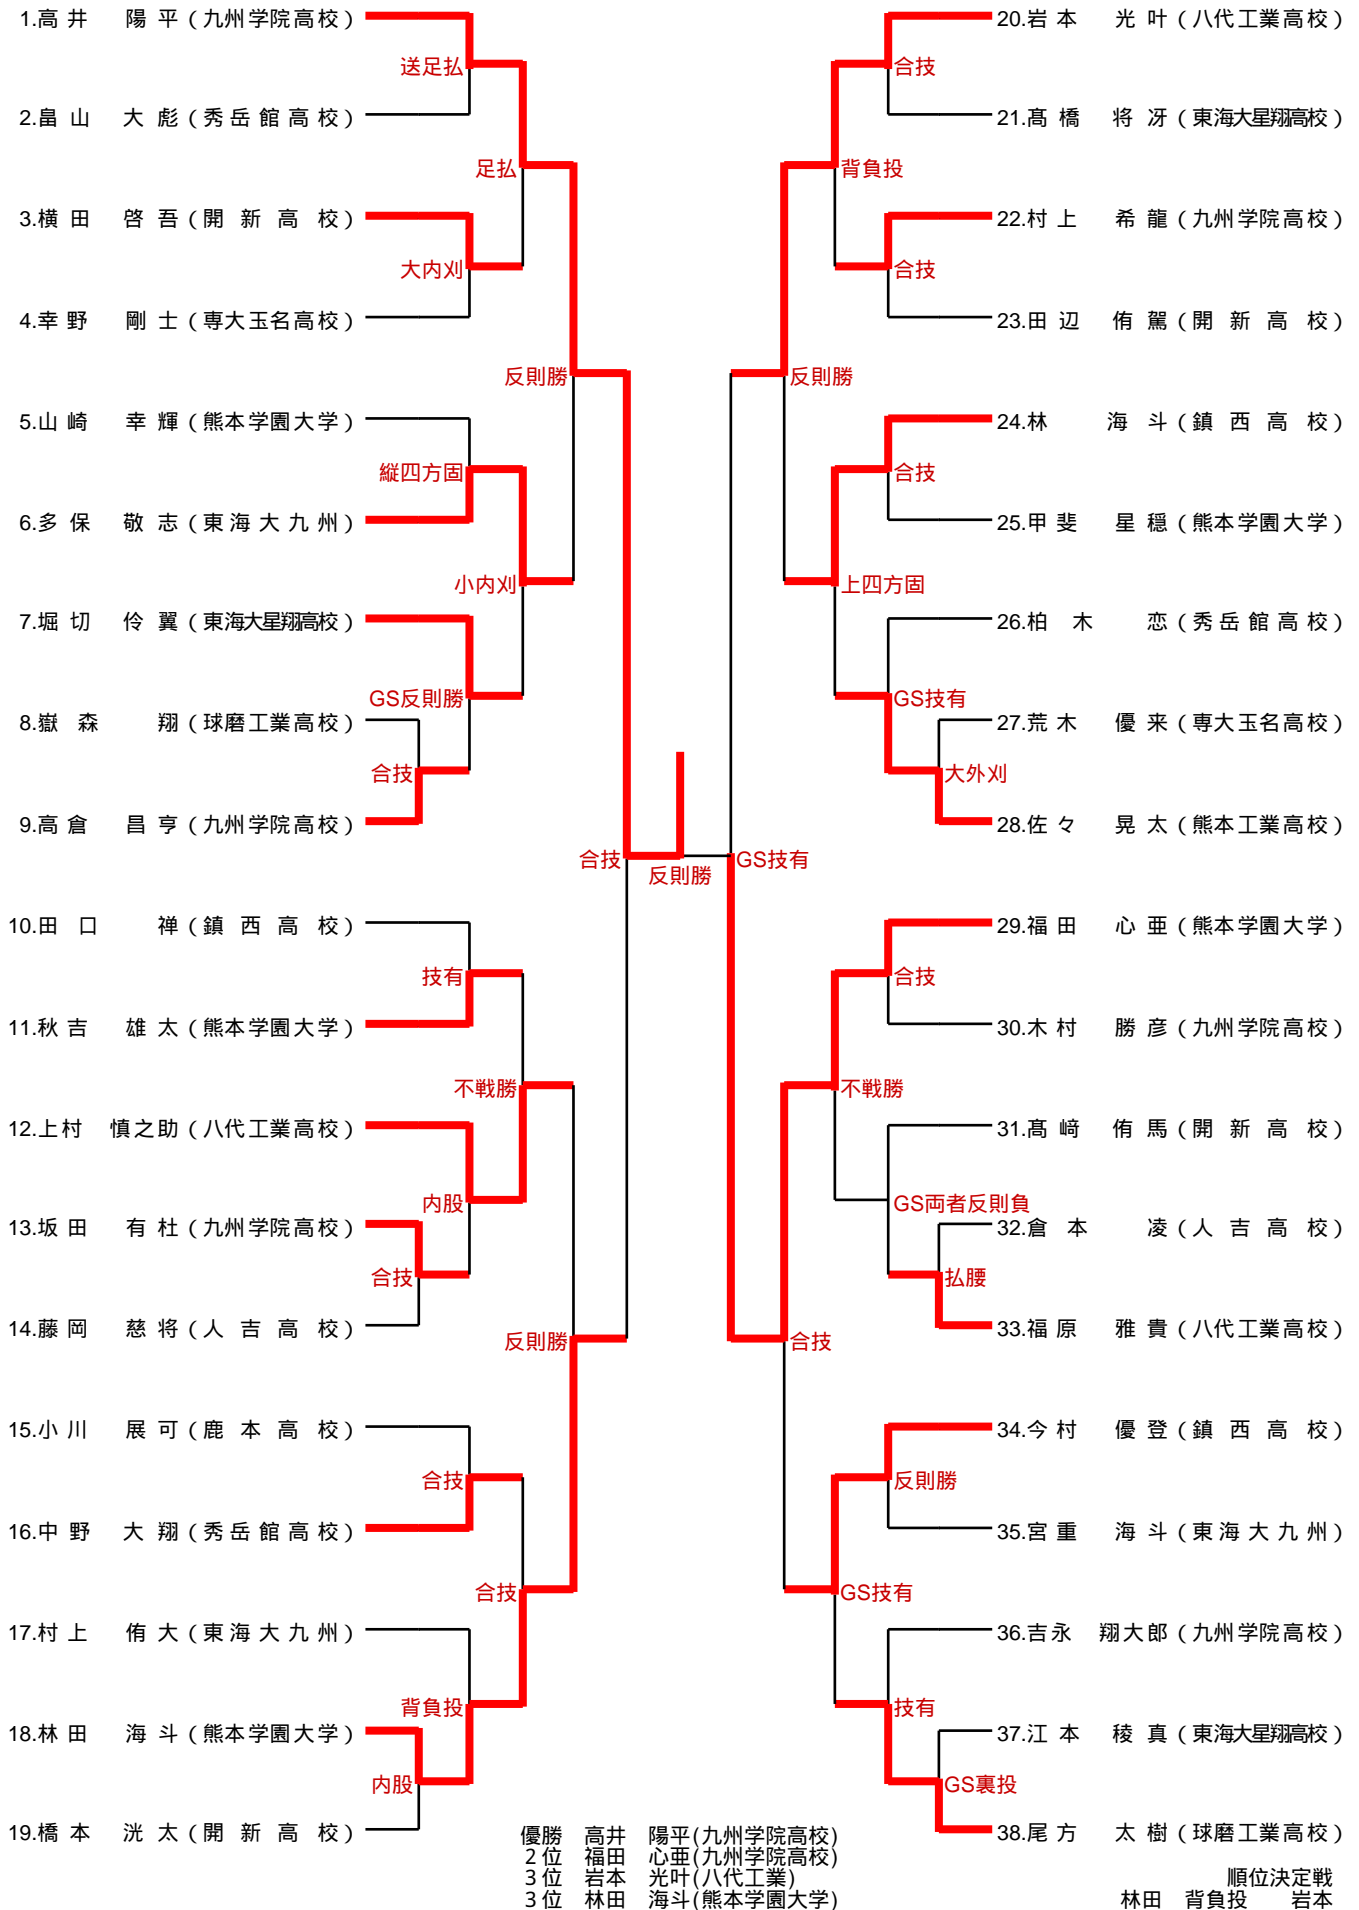 1.高井 陽平(九州学院高校)
送足払
2.畠山 大彪(秀岳館高校)
足払
3.横田 啓吾(開新高校)
大内刈
4.幸野 剛士(専大玉名高校)
反則勝
5.山崎 幸輝(熊本学園大学)
縦四方固
6.多保 敬志(東海大九州)
小内刈
7.堀切 伶翼(東海大星翔高校)
GS反則勝
8.嶽森 翔(球磨工業高校)
合技
9.高倉 昌亨(九州学院高校)
合技
10.田口 禅(鎮西高校)
技有
11.秋吉 雄太(熊本学園大学)
不戦勝
12.上村 慎之助(八代工業高校)
内股
13.坂田 有杜(九州学院高校)
合技
14.藤岡 慈将(人吉高校)
反則勝
15.小川 展可(鹿本高校)
合技
16.中野 大翔(秀岳館高校)
合技
17.村上 侑大(東海大九州)
背負投
18.林田 海斗(熊本学園大学)
内股
19.橋本 洸太(開新高校)
反則勝
20.岩本 光叶(八代工業高校)
合技
21.髙橋 将冴(東海大星翔高校)
背負投
22.村上 希龍(九州学院高校)
合技
23.田辺 侑駕(開新高校)
反則勝
24.林 海斗(鎮西高校)
合技
25.甲斐 星穏(熊本学園大学)
上四方固
26.柏木 恋(秀岳館高校)
GS技有
27.荒木 優来(専大玉名高校)
大外刈
28.佐々 晃太(熊本工業高校)
GS技有
29.福田 心亜(熊本学園大学)
合技
30.木村 勝彦(九州学院高校)
不戦勝
31.髙﨑 侑馬(開新高校)
GS両者反則負
32.倉本 凌(人吉高校)
払腰
33.福原 雅貴(八代工業高校)
合技
34.今村 優登(鎮西高校)
反則勝
35.宮重 海斗(東海大九州)
GS技有
36.吉永 翔大郎(九州学院高校)
技有
37.江本 稜真(東海大星翔高校)
GS裏投
38.尾方 太樹(球磨工業高校)
優勝 高井 陽平(九州学院高校)
2位 福田 心亜(九州学院高校)
3位 岩本 光叶(八代工業)
3位 林田 海斗(熊本学園大学)
順位決定戦
林田 背負投 岩本